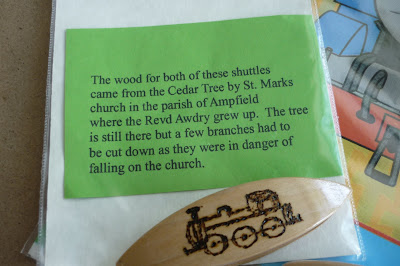 The wood for both of these shuttles
came from the Cedar Tree by St. Marks
church in the parish of Ampfield
where the Revd Awdry grew up. The tree
is still there but a few branches had to
be cut down as they were in danger of
falling on the church.